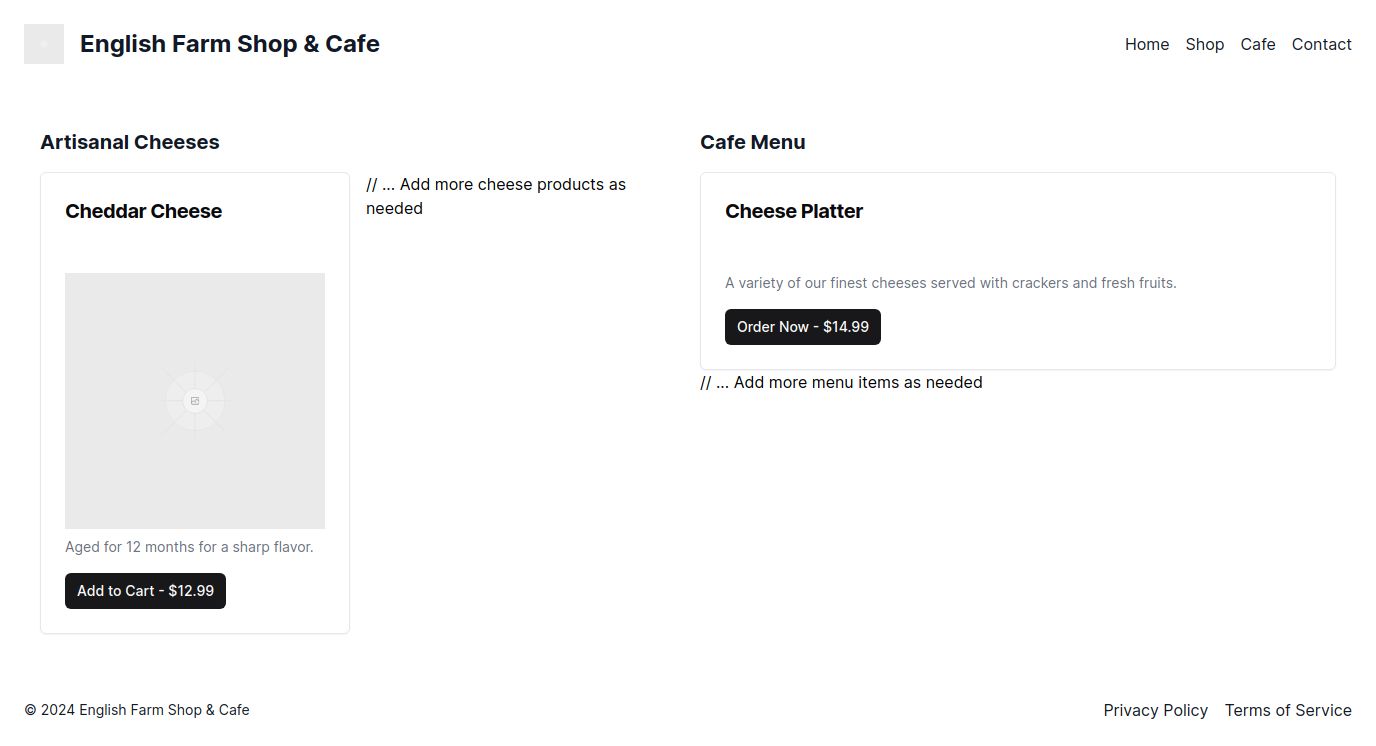 English Farm Shop & Cafe
Home Shop Cafe Contact
Artisanal Cheeses
Cheddar Cheese
Aged for 12 months for a sharp flavor.
Add to Cart - $12.99
// ... Add more cheese products as
needed
Cafe Menu
Cheese Platter
A variety of our finest cheeses served with crackers and fresh fruits.
Order Now - $14.99
// ... Add more menu items as needed
© 2024 English Farm Shop & Cafe
Privacy Policy Terms of Service